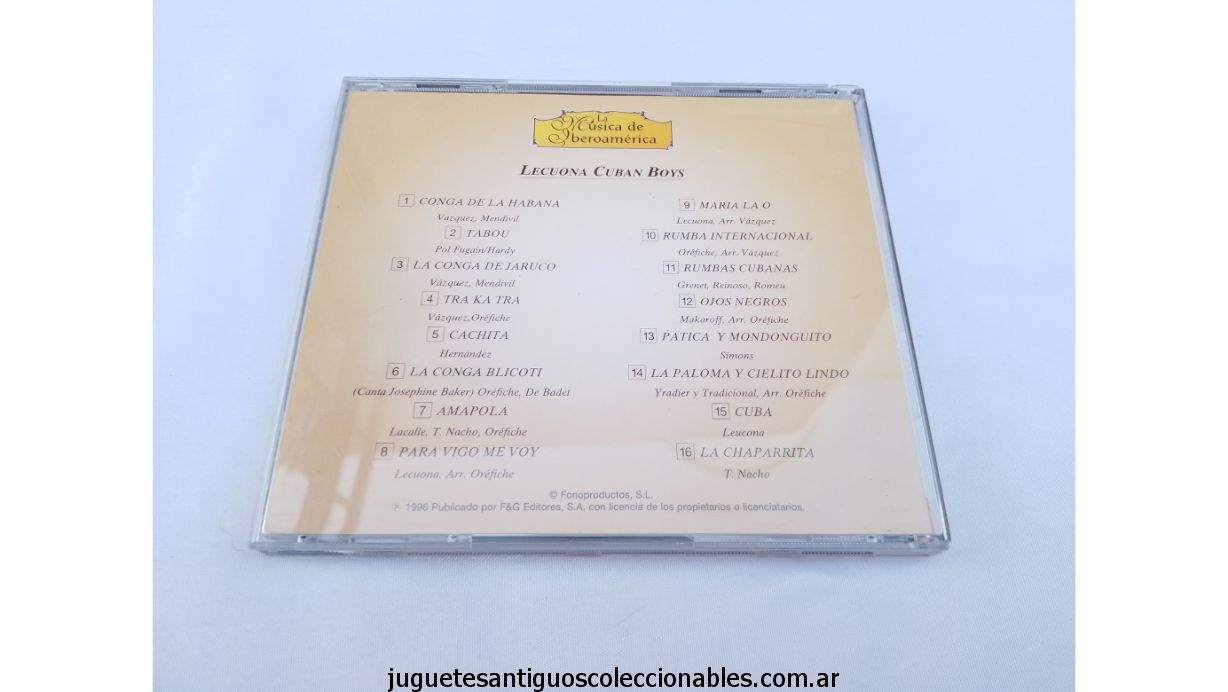 La
Música de
Iberoamérica
LECUONA CUBAN BOYS
1 CONGA DE LA HABANA
Vazquez, Mendivil
2 TABOU
Pol Fugain/Hardy
3 LA CONGA DE JARUCO
Vázquez, Mendivil
4 TRA KA TRA
Vázquez,Oréfiche
5 CACHITA
Hernández
6 LA CONGA BLICOTI
(Canta Josephine Baker) Oréfiche, De Badet
7 AMAPOLA
Lacalle, T. Nacho, Oréfiche
8 PARA VIGO ME VOY
Lecuona, Arr. Oréfiche
9 MARIA LA O
Lecuona, Arr. Vázquez
10 RUMBA INTERNACIONAL
Oréfiche, Arr. Vázquez
11 RUMBAS CUBANAS
Grenet, Reinoso, Romeu
12 OJOS NEGROS
Makaroff, Arr. Oréfiche
13 PATICA Y MONDONGUITO
Simons
14 LA PALOMA Y CIELITO LINDO
Yradier y Tradicional, Arr. Oréfiche
15 CUBA
Leucona
16 LA CHAPARRITA
T. Nacho
© Fonoproductos, S.L.
℗ 1996 Publicado por F&G Editores, S.A. con licencia de los propietarios o licenciatarios.
juguetesantiguoscoleccionables.com.ar